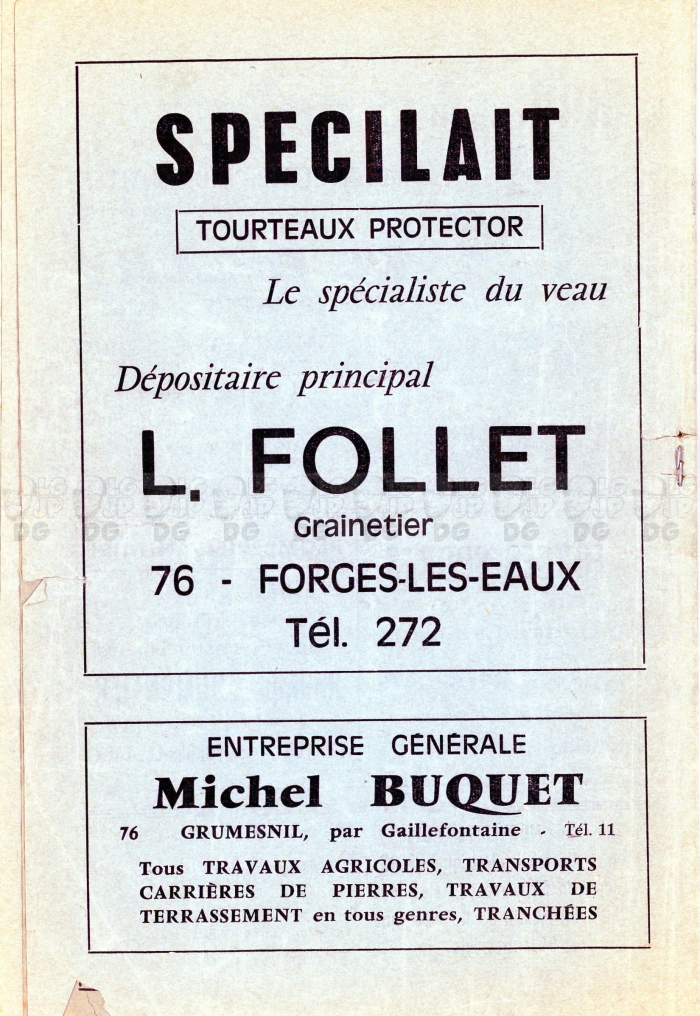 SPECILAIT
TOURTEAUX PROTECTOR
Le spécialiste du veau
Dépositaire principal
L. FOLLET
Grainetier
76 - FORGES-LES-EAUX
Tél. 272
ENTREPRISE GÉNÉRALE
Michel BUQUET
76 GRUMESNIL, par Gaillefontaine - Tél. 11
Tous TRAVAUX AGRICOLES, TRANSPORTS
CARRIÈRES DE PIERRES, TRAVAUX DE
TERRASSEMENT en tous genres, TRANCHÉES